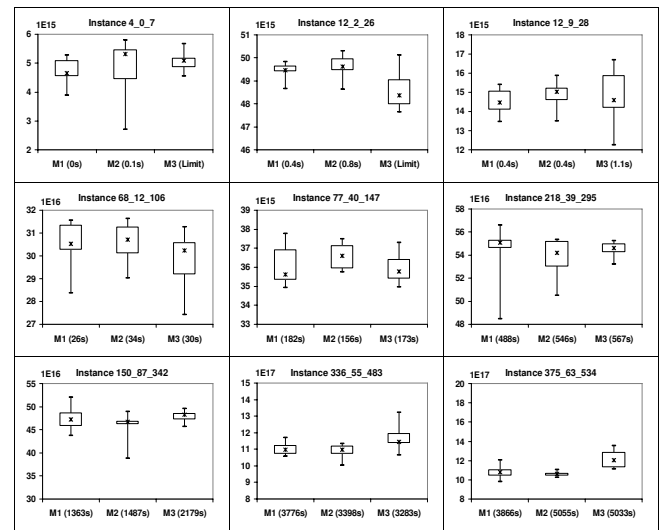 Instance 4_0_7
1E15
6
5
4
3
2
M1 (0s) M2 (0.1s) M3 (Limit)
Instance 12_2_26
1E15
51
50
49
48
47
46
M1 (0.4s) M2 (0.8s) M3 (Limit)
Instance 12_9_28
1E15
18
17
16
15
14
13
12
M1 (0.4s) M2 (0.4s) M3 (1.1s)
Instance 68_12_106
1E16
32
31
30
29
28
27
M1 (26s) M2 (34s) M3 (30s)
Instance 77_40_147
1E15
39
38
37
36
35
34
33
M1 (182s) M2 (156s) M3 (173s)
Instance 218_39_295
1E16
58
56
54
52
50
48
M1 (488s) M2 (546s) M3 (567s)
Instance 150_87_342
1E16
55
50
45
40
35
30
M1 (1363s) M2 (1487s) M3 (2179s)
Instance 336_55_483
1E17
15
14
13
12
11
10
9
8
M1 (3776s) M2 (3398s) M3 (3283s)
Instance 375_63_534
1E17
20
18
16
14
12
10
8
M1 (3866s) M2 (5055s) M3 (5033s)